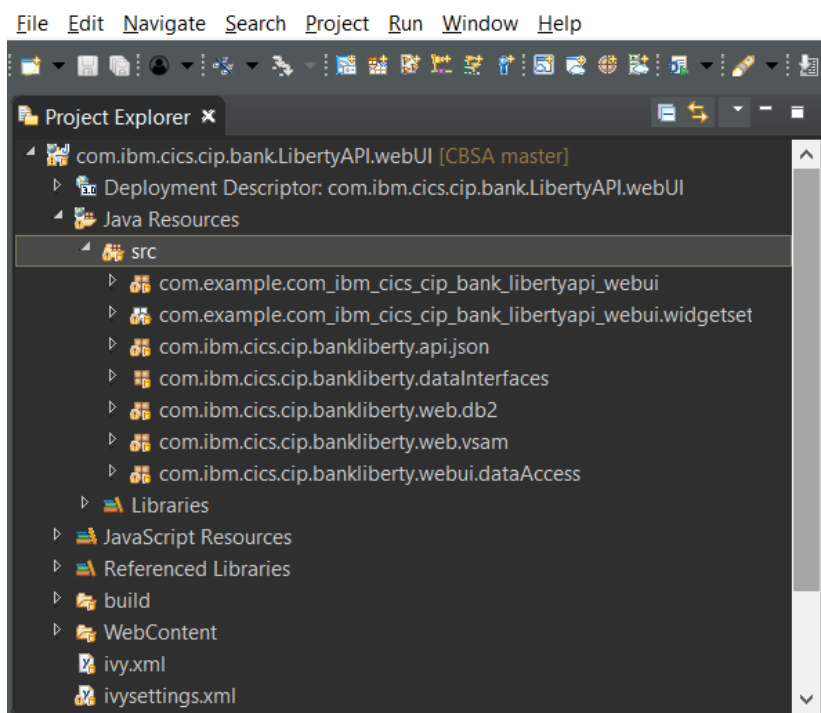 File Edit Navigate Search Project Run Window Help
Project Explorer
com.ibm.cics.cip.bank.LibertyAPI.webUI [CBSA master]
Deployment Descriptor: com.ibm.cics.cip.bank.LibertyAPI.webUI
Java Resources
src
com.example.com_ibm_cics_cip_bank_libertyapi_webui
com.example.com_ibm_cics_cip_bank_libertyapi_webui.widgetset
com.ibm.cics.cip.bankliberty.api.json
com.ibm.cics.cip.bankliberty.dataInterfaces
com.ibm.cics.cip.bankliberty.web.db2
com.ibm.cics.cip.bankliberty.web.vsam
com.ibm.cics.cip.bankliberty.webui.dataAccess
Libraries
JavaScript Resources
Referenced Libraries
build
WebContent
ivy.xml
ivysettings.xml